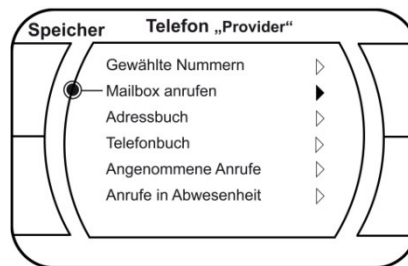 Speicher Telefon „Provider“
Gewählte Nummern
Mailbox anrufen
Adressbuch
Telefonbuch
Angenommene Anrufe
Anrufe in Abwesenheit